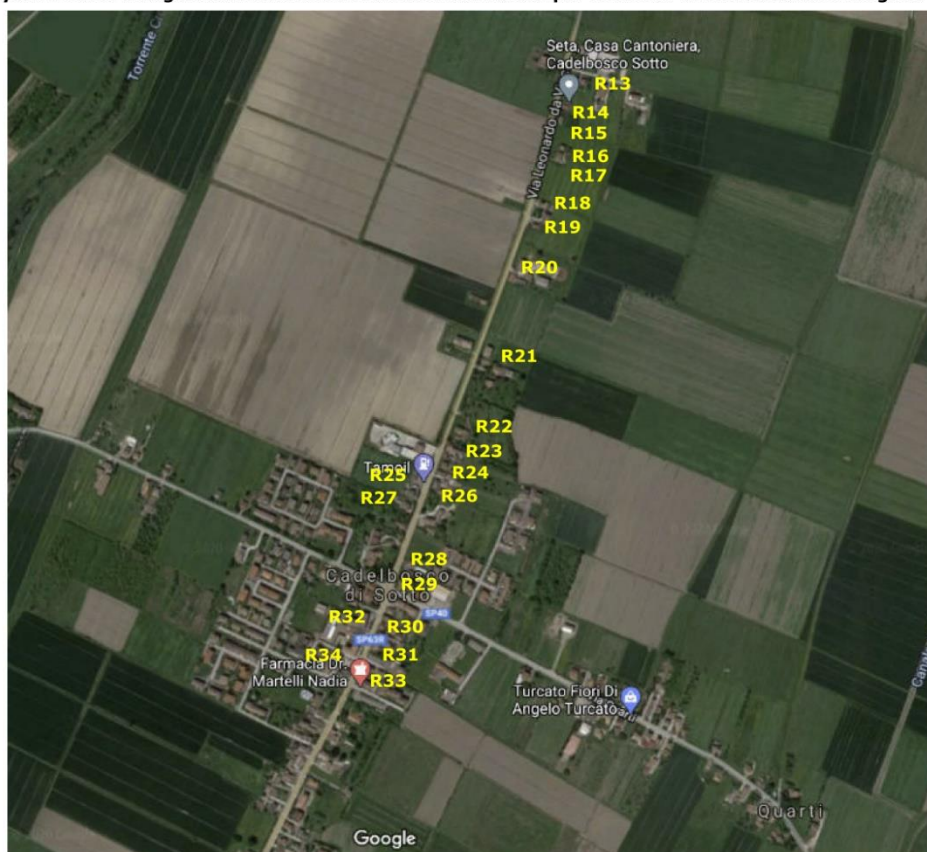 Torrente C
Seta, Casa Cantoniera,
Cadelbosco Sotto
R13
Via Leonardo da V
R14
R15
R16
R17
R18
R19
R20
R21
R22
R23
Tamoil
R24
R25
R26
R27
R28
Cadelbosco
di Sotto
R29
SP40
R32
R30
SP63R
R34
R31
Farmacia Dr.
Martelli Nadia
R33
Turcato Fiori Di
Angelo Turcato
Quarti
Google